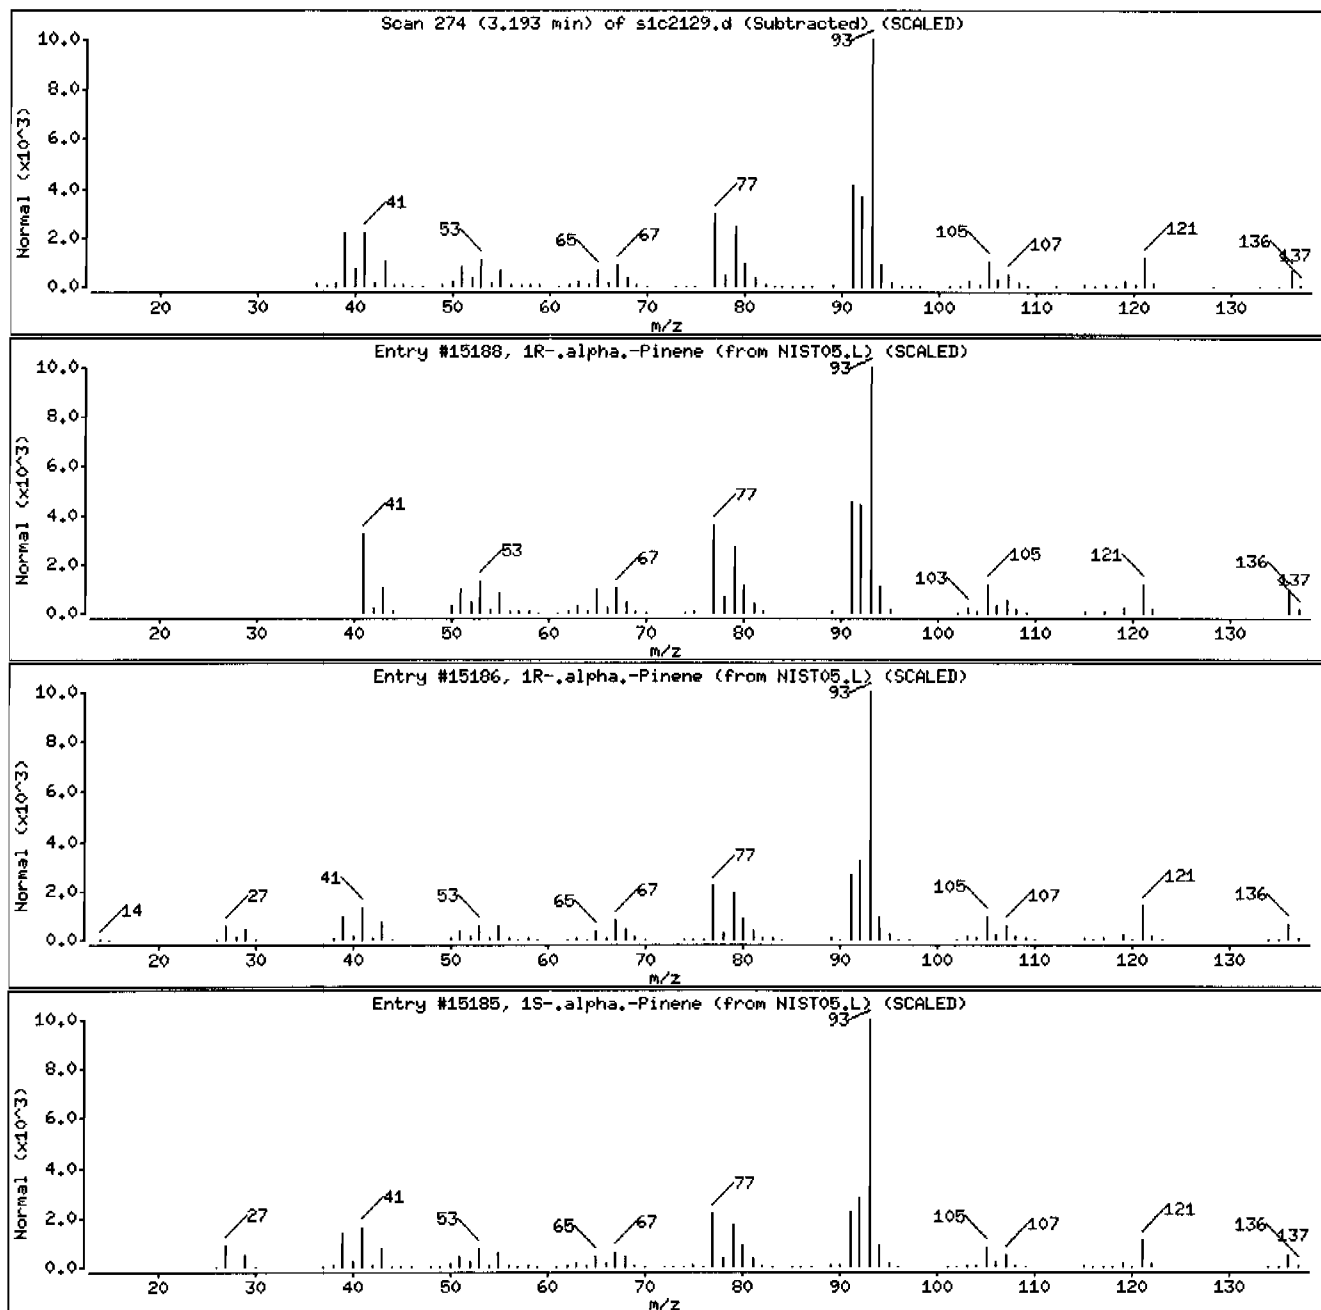 Scan 274 (3.193 min) of s1c2129.d (Subtracted) (SCALED)
Normal (x10^3)
10.0
8.0
6.0
4.0
2.0
0.0
93
41 53 65 67 77 105 107 121 136 137
20 30 40 50 60 70 80 90 100 110 120 130
m/z
Entry #15188, 1R-.alpha.-Pinene (from NIST05.L) (SCALED)
Normal (x10^3)
10.0
8.0
6.0
4.0
2.0
0.0
93
41 53 67 77 103 105 121 136 137
20 30 40 50 60 70 80 90 100 110 120 130
m/z
Entry #15186, 1R-.alpha.-Pinene (from NIST05.L) (SCALED)
Normal (x10^3)
10.0
8.0
6.0
4.0
2.0
0.0
93
14 27 41 53 65 67 77 105 107 121 136
20 30 40 50 60 70 80 90 100 110 120 130
m/z
Entry #15185, 1S-.alpha.-Pinene (from NIST05.L) (SCALED)
Normal (x10^3)
10.0
8.0
6.0
4.0
2.0
0.0
93
27 41 53 65 67 77 105 107 121 136 137
20 30 40 50 60 70 80 90 100 110 120 130
m/z